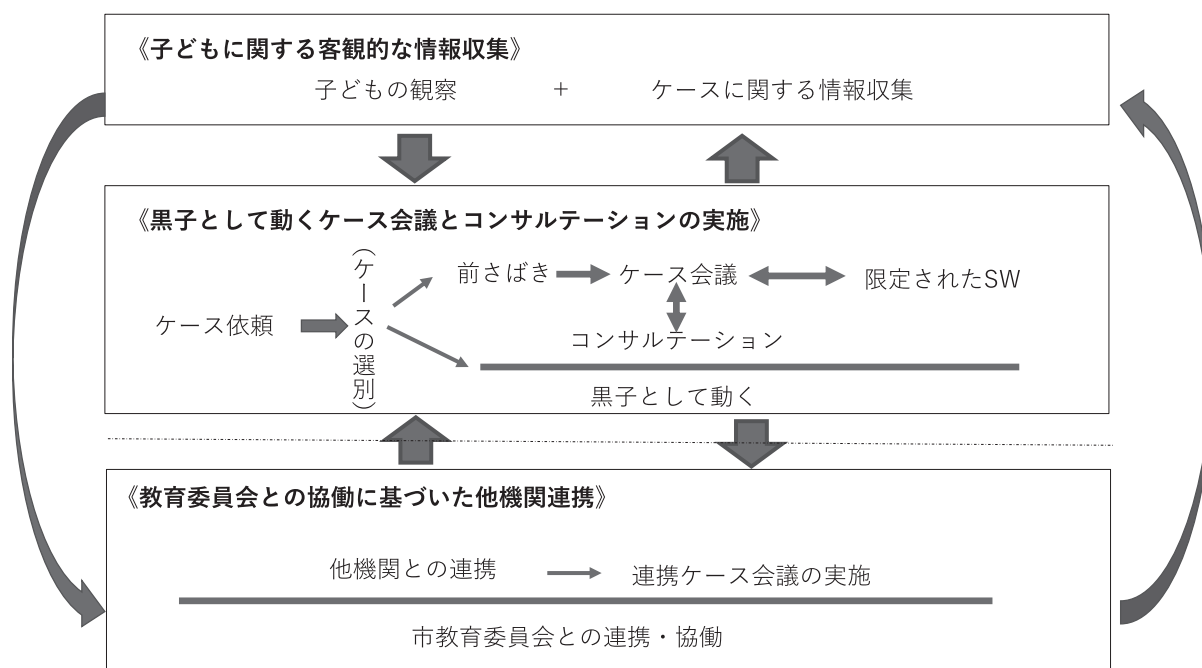 《子どもに関する客観的な情報収集》
子どもの観察 + ケースに関する情報収集
《黒子として動くケース会議とコンサルテーションの実施》
ケース依頼
(ケースの選別)
前さばき
ケース会議
限定されたSW
コンサルテーション
黒子として動く
《教育委員会との協働に基づいた他機関連携》
他機関との連携
連携ケース会議の実施
市教育委員会との連携・協働